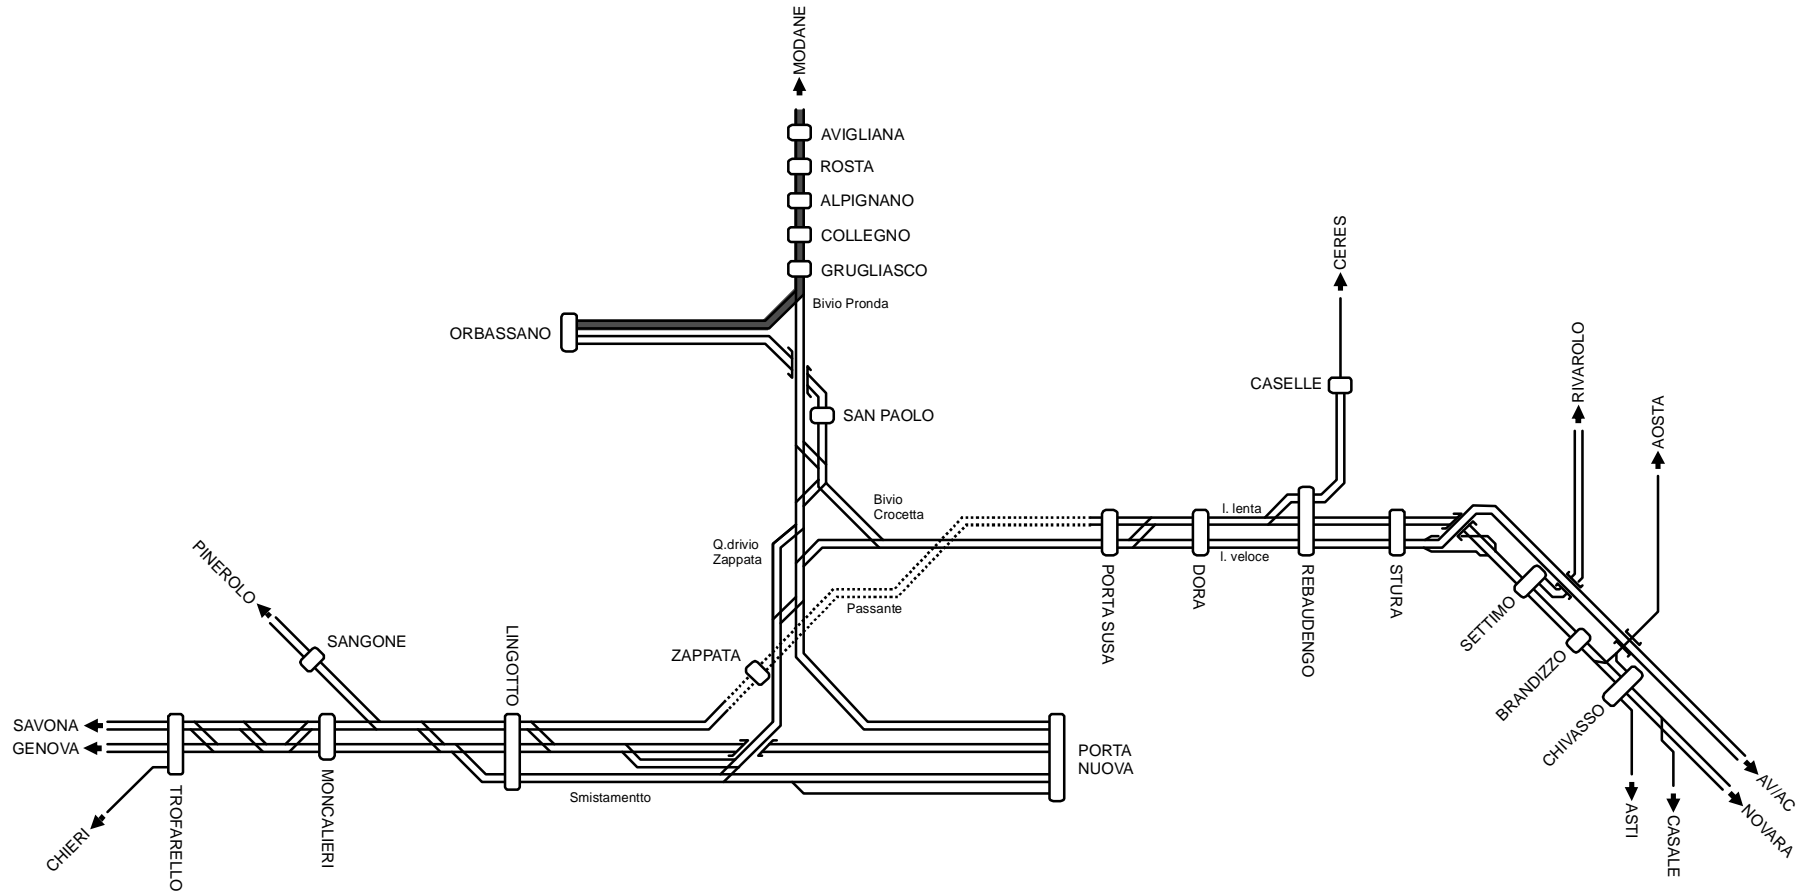 MODANE
AVIGLIANA
ROSTA
ALPIGNANO
COLLEGNO
GRUGLIASCO
Bivio Pronda
ORBASSANO
SAN PAOLO
CERES
CASELLE
RIVAROLO
AOSTA
Bivio
Crocetta
l. lenta
l. veloce
Q.drivio
Zappata
Passante
PORTA SUSA
DORA
REBAUDENGO
STURA
SETTIMO
BRANDIZZO
CHIVASSO
PINEROLO
SANGONE
LINGOTTO
ZAPPATA
SAVONA
GENOVA
CHIERI
TROFARELLO
MONCALIERI
Smistamentto
PORTA
NUOVA
ASTI
CASALE
NOVARA
AV/AC